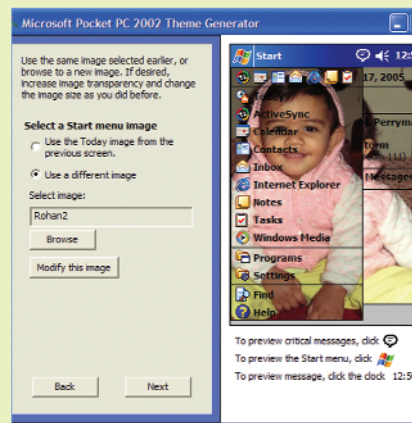 Microsoft Pocket PC 2002 Theme Generator
Use the same image selected earlier, or
browse to a new image. If desired,
increase image transparency and change
the image size as you did before.
Select a Start menu image
Use the Today image from the
previous screen.
Use a different image
Select image:
Rohan2
Browse
Modify this image
Back
Next
Start
12:5
17, 2005
Today
ActiveSync
Calendar
Perryma
Contacts
Inbox
Internet Explorer
Message
Notes
Tasks
Windows Media
Programs
Settings
Find
Help
To preview critical messages, click
To preview the Start menu, click
To preview message, click the clock 12:5